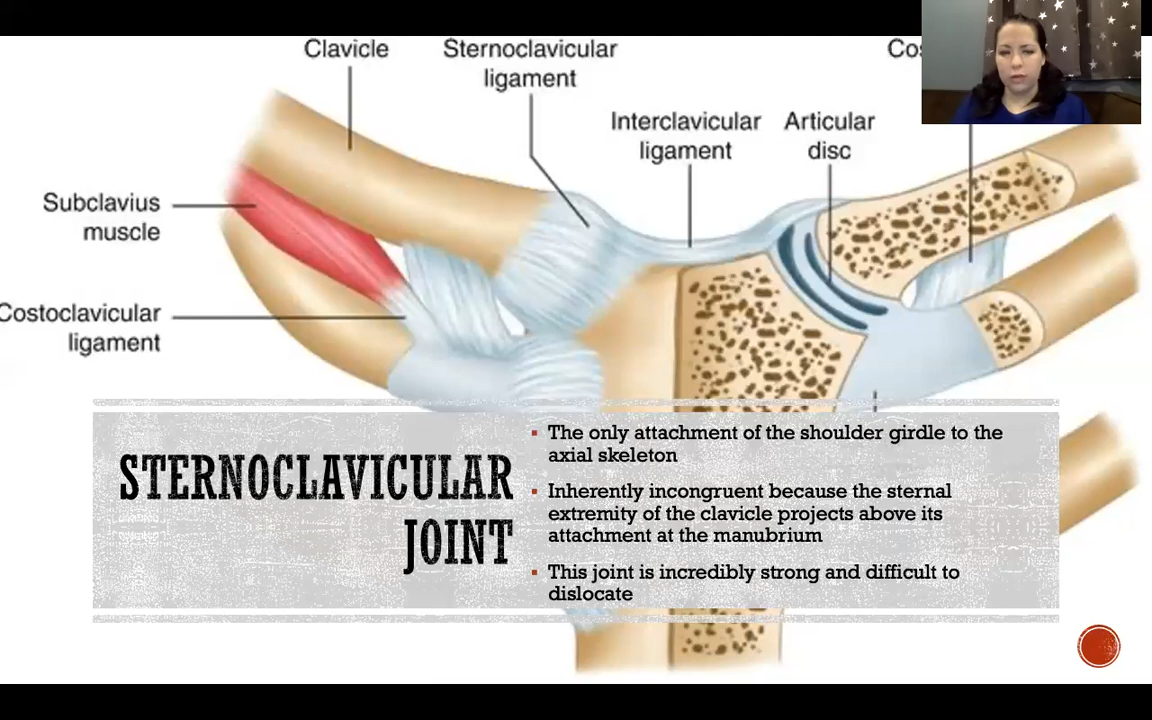 Clavicle
Sternoclavicular
ligament
Interclavicular
ligament
Articular
disc
Subclavius
muscle
Costoclavicular
ligament
STERNOCLAVICULAR
JOINT
▪ The only attachment of the shoulder girdle to the
axial skeleton
▪ Inherently incongruent because the sternal
extremity of the clavicle projects above its
attachment at the manubrium
▪ This joint is incredibly strong and difficult to
dislocate